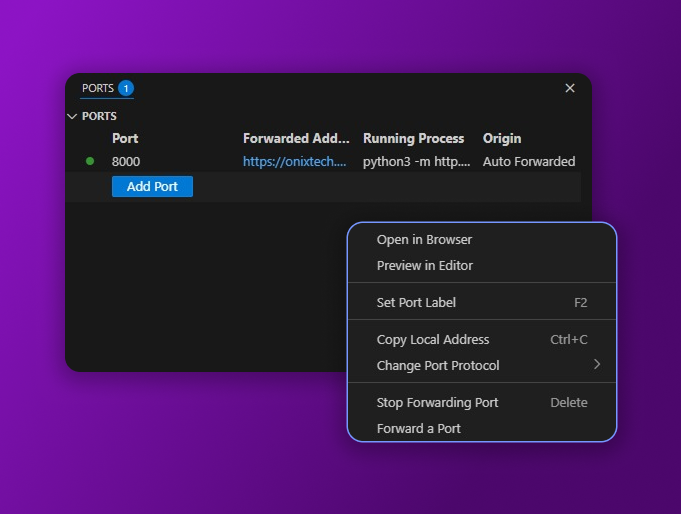 PORTS 1
PORTS
Port Forwarded Add... Running Process Origin
8000 https://onixtech.... python3 -m http.... Auto Forwarded
Add Port
Open in Browser
Preview in Editor
Set Port Label F2
Copy Local Address Ctrl+C
Change Port Protocol
Stop Forwarding Port Delete
Forward a Port